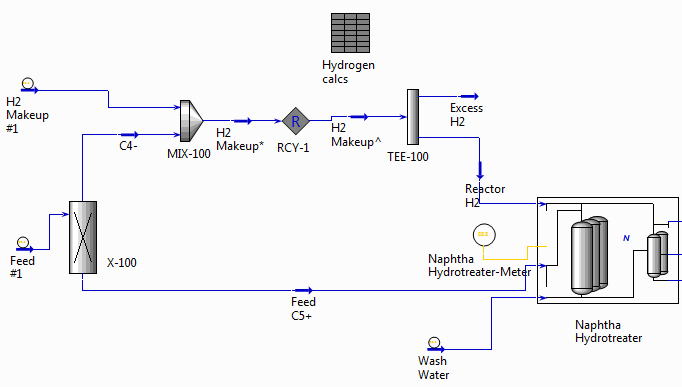 Hydrogen
calcs
H2
Makeup
#1
C4-
MIX-100
H2
Makeup*
R
RCY-1
H2
Makeup^
TEE-100
Excess
H2
Reactor
H2
Feed
#1
X-100
Naphtha
Hydrotreater-Meter
N
Feed
C5+
Naphtha
Hydrotreater
Wash
Water